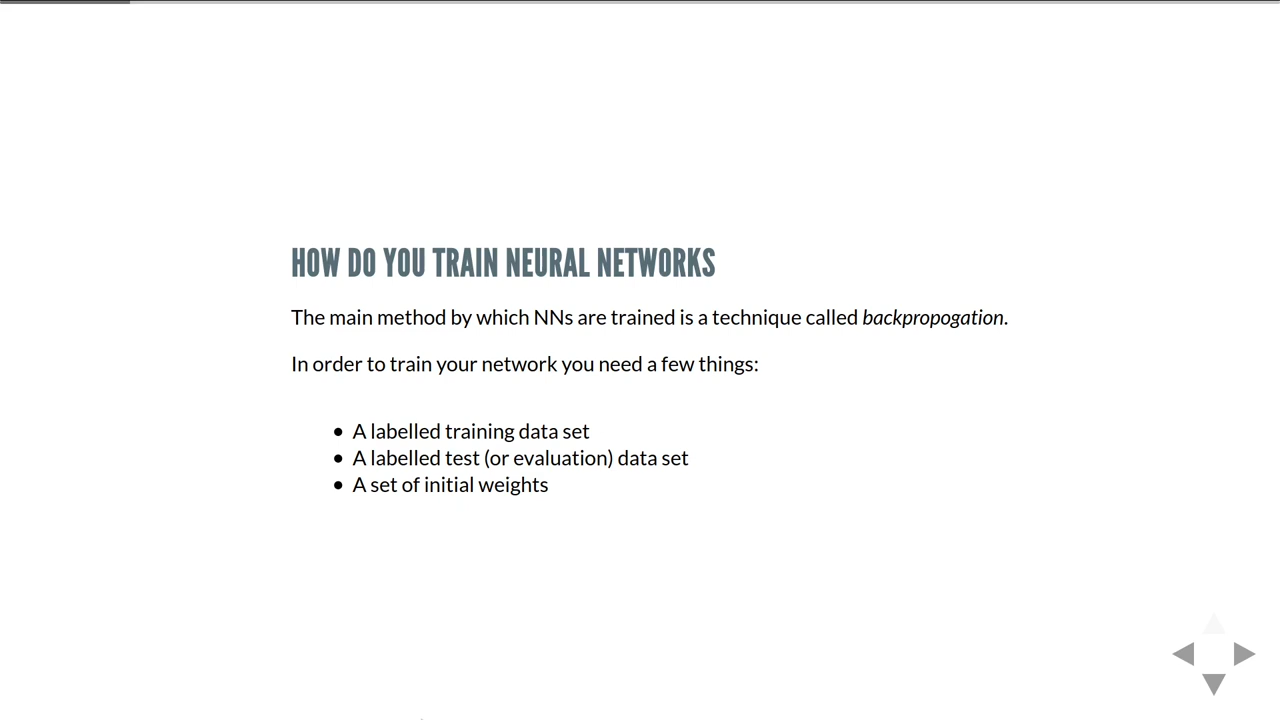 HOW DO YOU TRAIN NEURAL NETWORKS
The main method by which NNs are trained is a technique called backpropogation.
In order to train your network you need a few things:
• A labelled training data set
• A labelled test (or evaluation) data set
• A set of initial weights